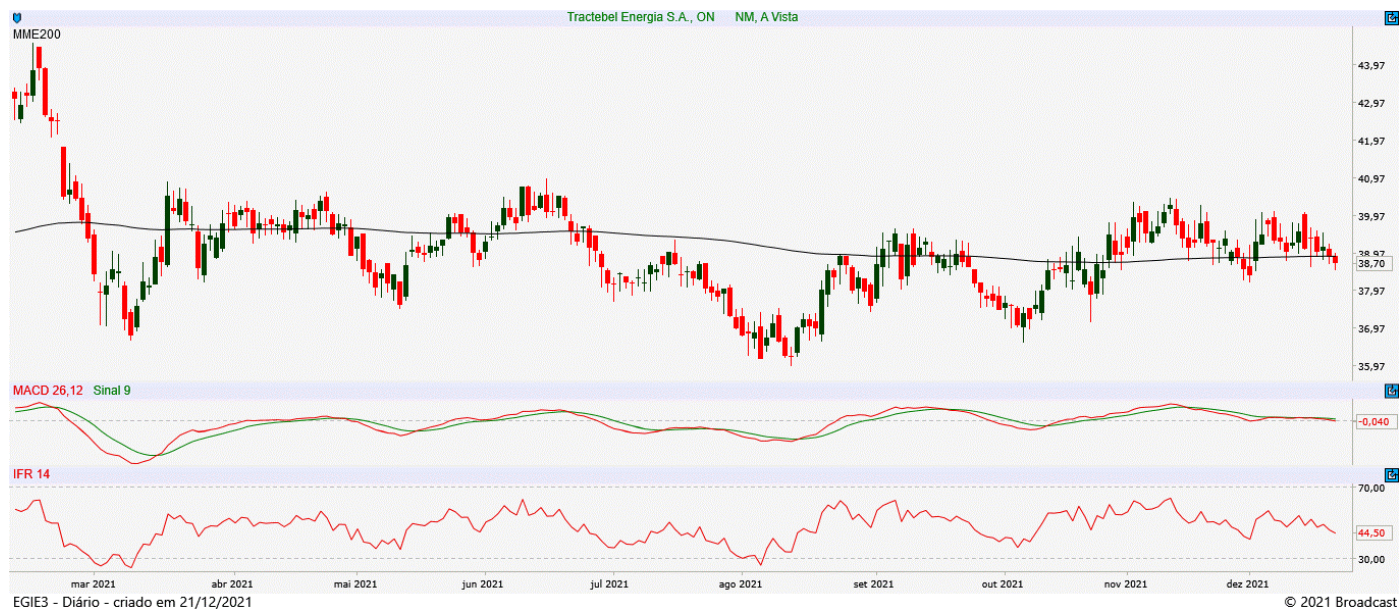 Tractebel Energia S.A., ON NM, A Vista
MME200
43,97
42,97
41,97
40,97
39,97
38,97
38,70
37,97
36,97
35,97
MACD 26,12 Sinal 9
-0,040
IFR 14
70,00
44,50
30,00
mar 2021 abr 2021 mai 2021 jun 2021 jul 2021 ago 2021 set 2021 out 2021 nov 2021 dez 2021
EGIE3 - Diário - criado em 21/12/2021 © 2021 Broadcast